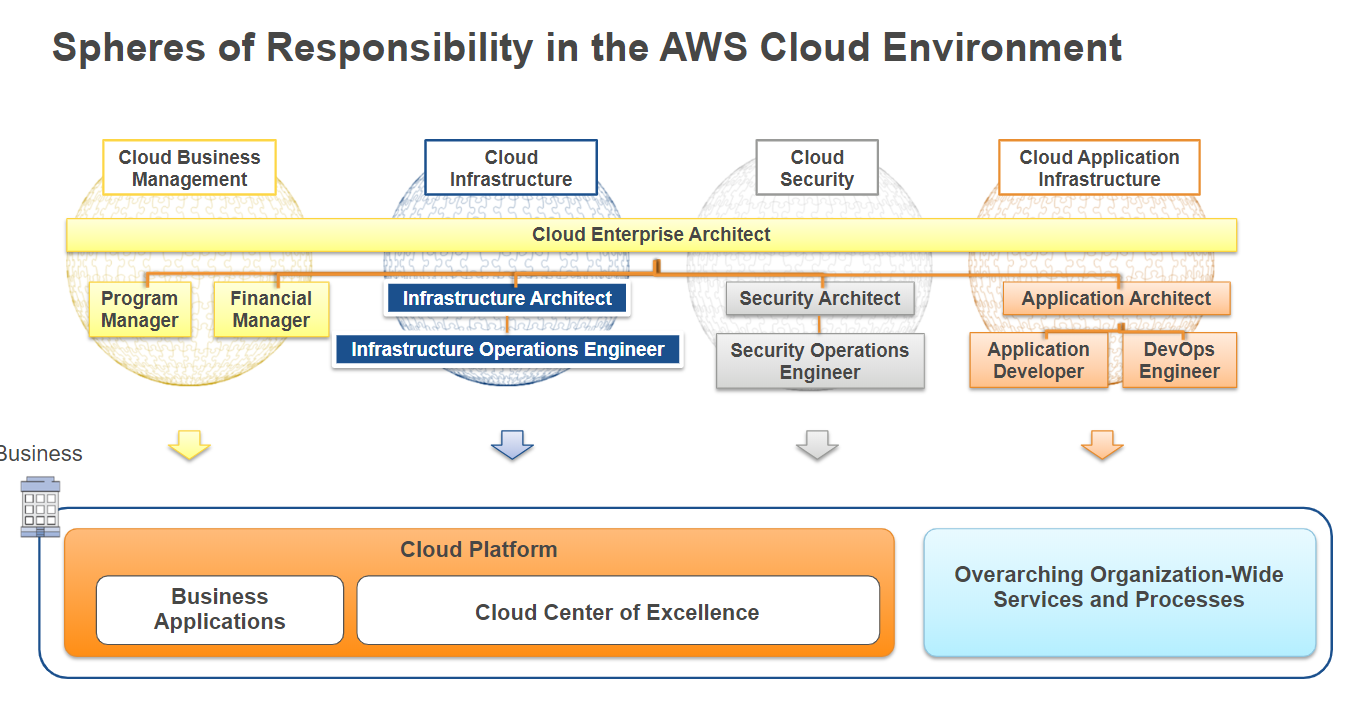 Spheres of Responsibility in the AWS Cloud Environment
Cloud Business
Management
Cloud
Infrastructure
Cloud
Security
Cloud Application
Infrastructure
Cloud Enterprise Architect
Program
Manager
Financial
Manager
Infrastructure Architect
Infrastructure Operations Engineer
Security Architect
Security Operations
Engineer
Application Architect
Application
Developer
DevOps
Engineer
Business
Cloud Platform
Business
Applications
Cloud Center of Excellence
Overarching Organization-Wide
Services and Processes